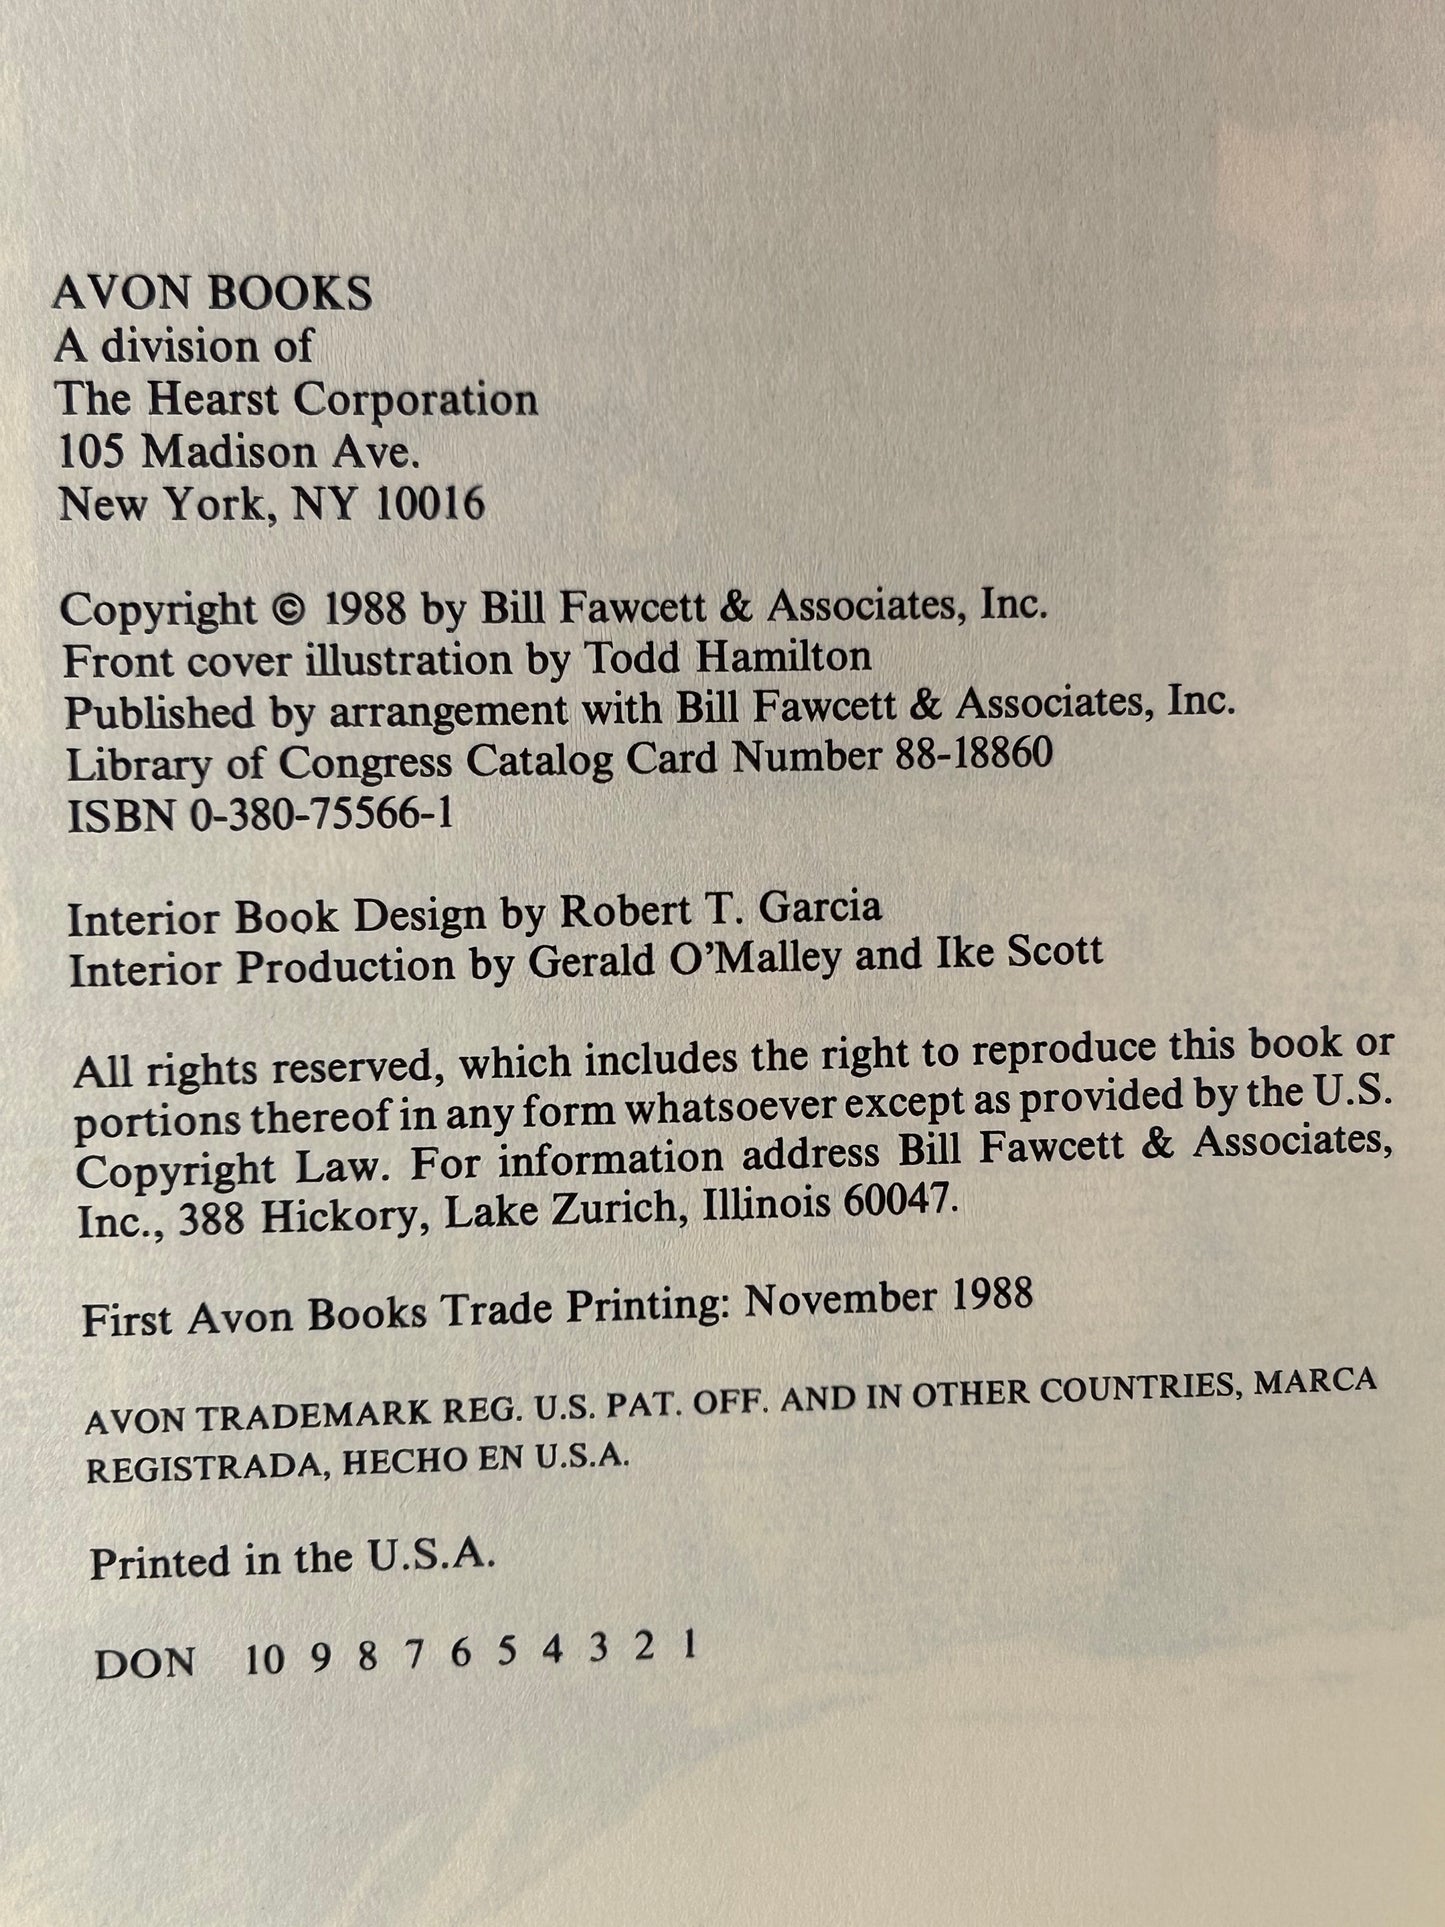 AVON BOOKS
A division of
The Hearst Corporation
105 Madison Ave.
New York, NY 10016
Copyright © 1988 by Bill Fawcett & Associates, Inc.
Front cover illustration by Todd Hamilton
Published by arrangement with Bill Fawcett & Associates, Inc.
Library of Congress Catalog Card Number 88-18860
ISBN 0-380-75566-1
Interior Book Design by Robert T. Garcia
Interior Production by Gerald O'Malley and Ike Scott
All rights reserved, which includes the right to reproduce this book or
portions thereof in any form whatsoever except as provided by the U.S.
Copyright Law. For information address Bill Fawcett & Associates,
Inc., 388 Hickory, Lake Zurich, Illinois 60047.
First Avon Books Trade Printing: November 1988
AVON TRADEMARK REG. U.S. PAT. OFF. AND IN OTHER COUNTRIES, MARCA
REGISTRADA, HECHO EN U.S.A.
Printed in the U.S.A.
DON 10 9 8 7 6 5 4 3 2 1